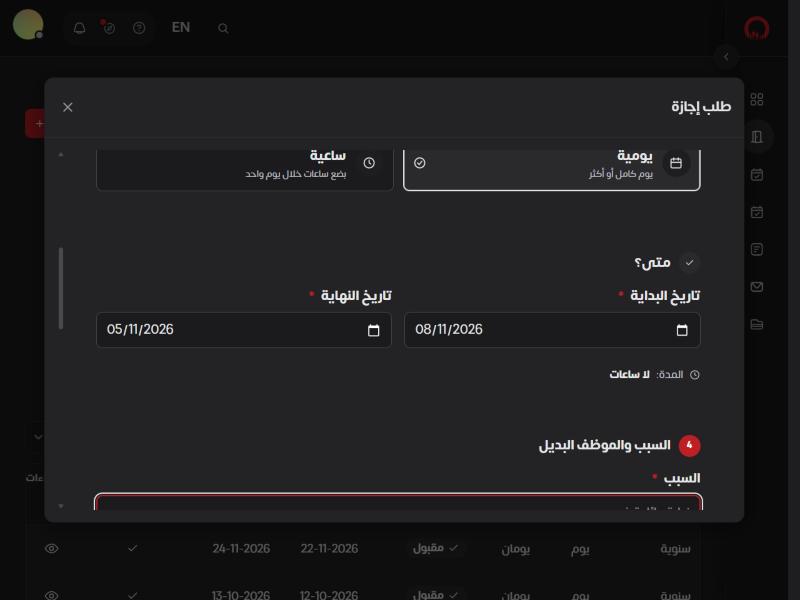 EN
طلب إجازة
يومية
يوم كامل أو أكثر
ساعية
بضع ساعات خلال يوم واحد
متى؟
تاريخ البداية *
تاريخ النهاية *
08/11/2026
05/11/2026
المدة: لا ساعات
4 السبب والموظف البديل
السبب *
سنوية يوم يومان مقبول 22-11-2026 24-11-2026
سنوية يوم يومان مقبول 12-10-2026 13-10-2026